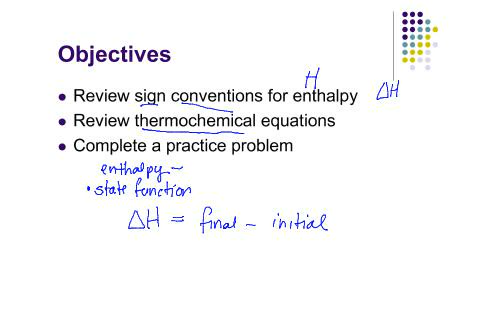 Objectives
H
• Review sign conventions for enthalpy ΔH
• Review thermochemical equations
• Complete a practice problem
enthalpy –
• state function
ΔH = final – initial